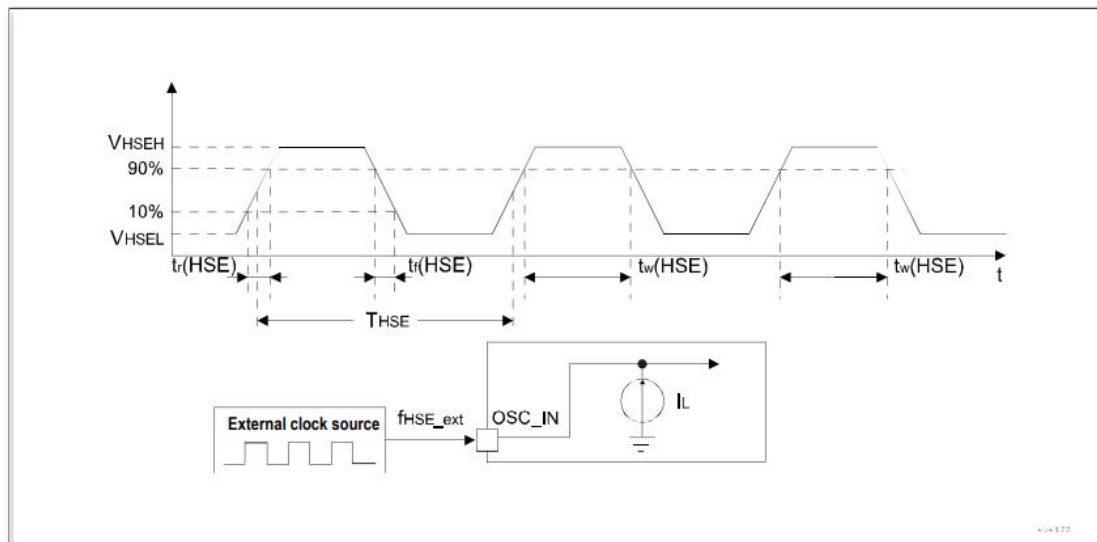 VHSEH
90%
10%
VHSEL
tr(HSE)
tf(HSE)
tw(HSE)
tw(HSE)
t
THSE
External clock source
fHSE_ext
OSC_IN
IL